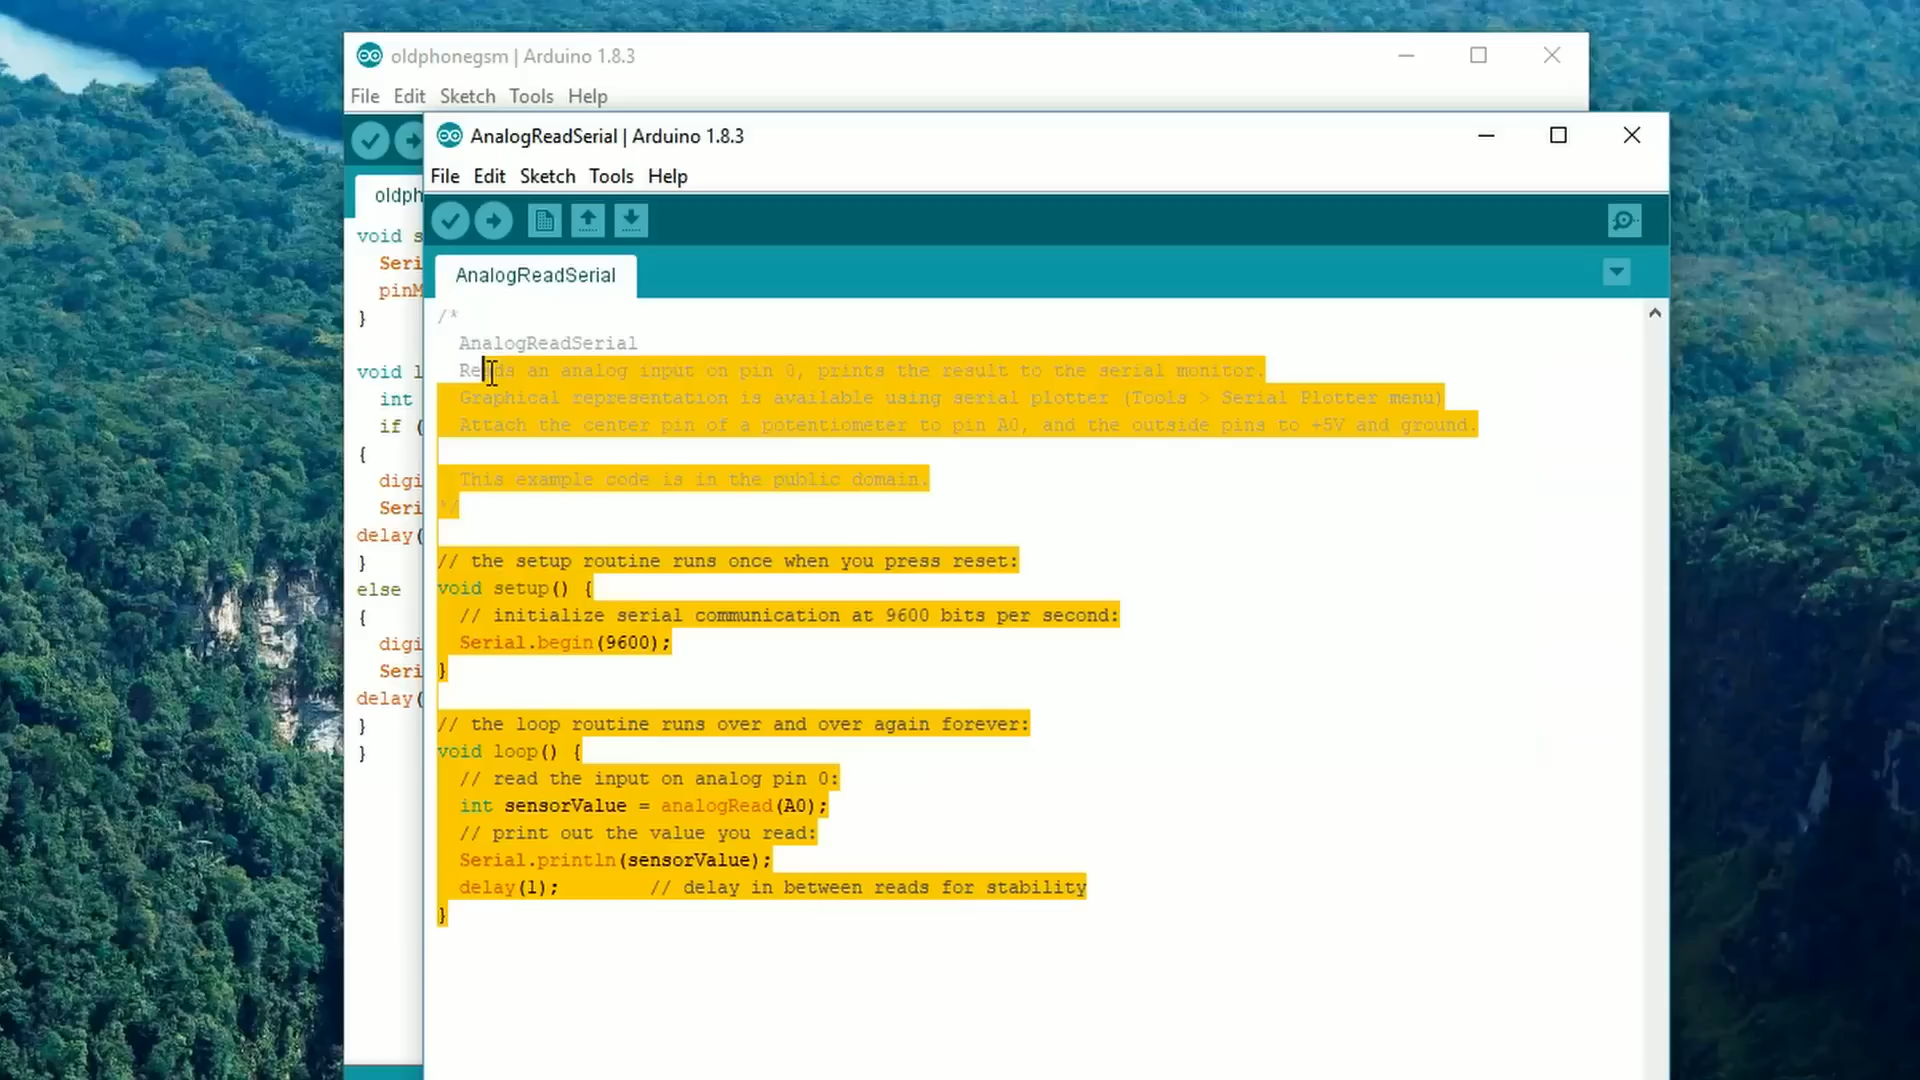 oldphonegsm | Arduino 1.8.3
File Edit Sketch Tools Help
AnalogReadSerial | Arduino 1.8.3
File Edit Sketch Tools Help
oldph
AnalogReadSerial
void s
Seri
pinM
}
void l
int
if (
{
digi
Seri
delay(
}
else
{
digi
Seri
delay(
}
}
/*
AnalogReadSerial
Reads an analog input on pin 0, prints the result to the serial monitor.
Graphical representation is available using serial plotter (Tools > Serial Plotter menu)
Attach the center pin of a potentiometer to pin A0, and the outside pins to +5V and ground.
This example code is in the public domain.
*/
// the setup routine runs once when you press reset:
void setup() {
// initialize serial communication at 9600 bits per second:
Serial.begin(9600);
}
// the loop routine runs over and over again forever:
void loop() {
// read the input on analog pin 0:
int sensorValue = analogRead(A0);
// print out the value you read:
Serial.println(sensorValue);
delay(1);        // delay in between reads for stability
}